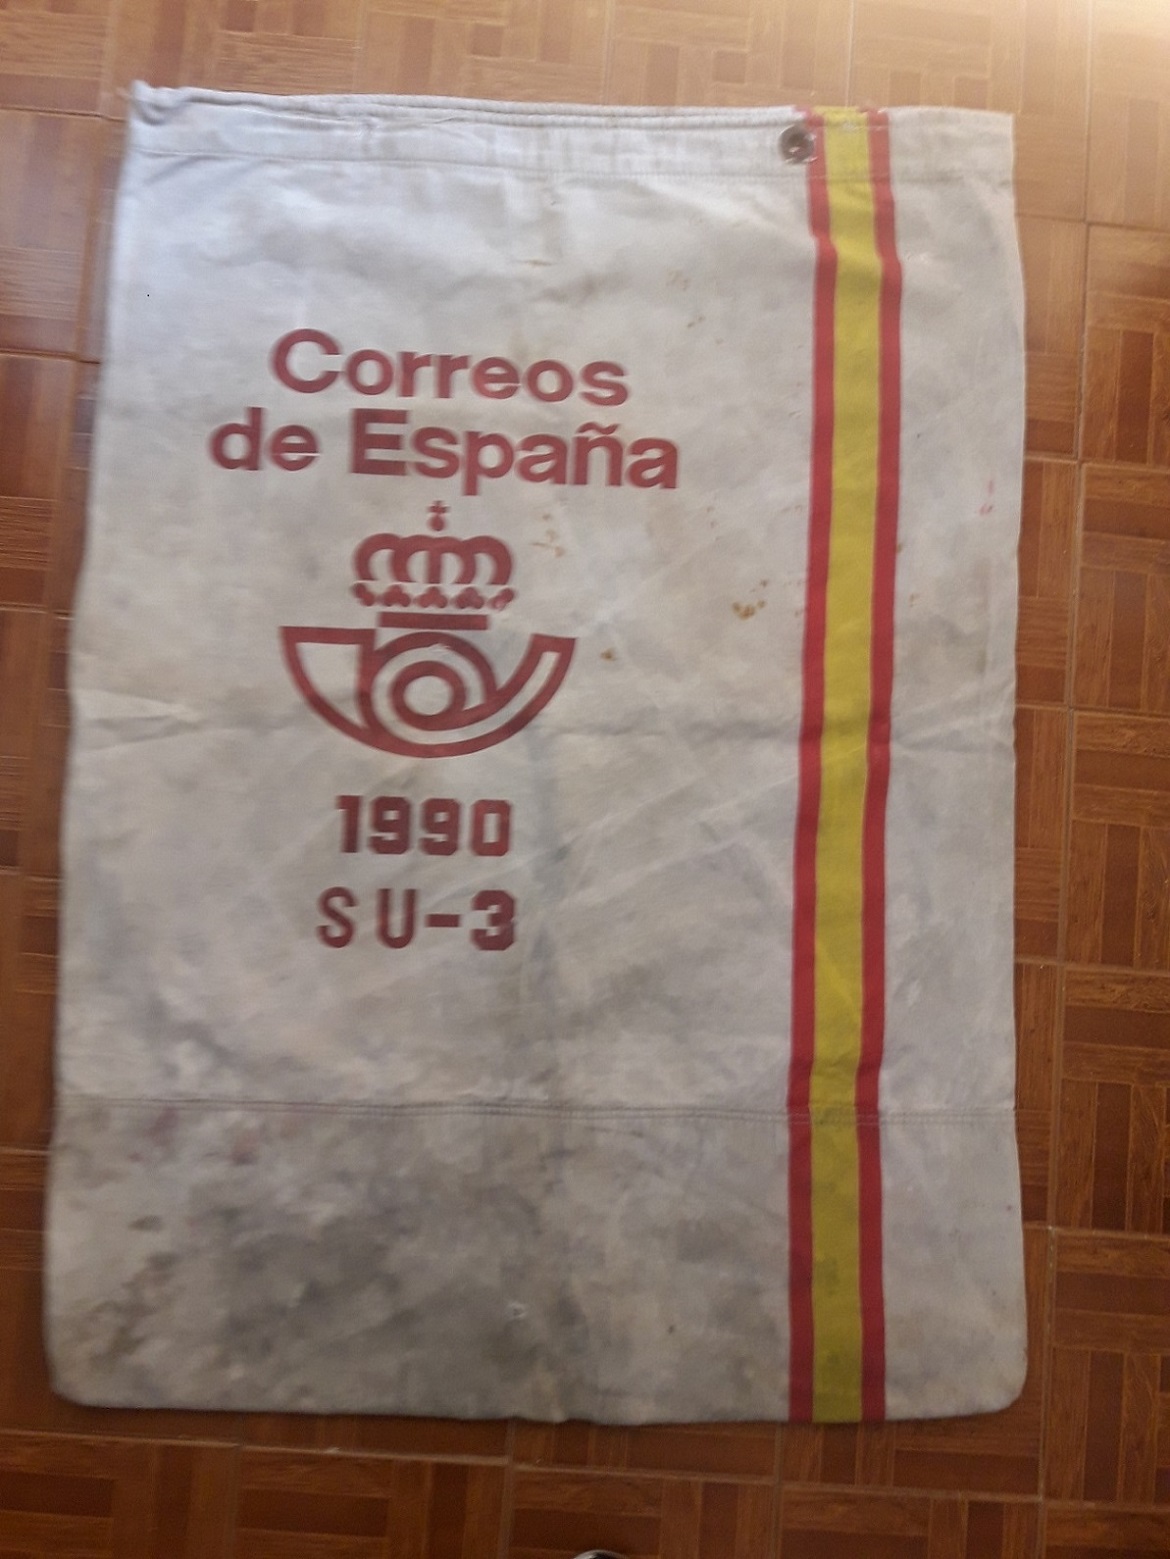 Correos
de España
1990
SU-3